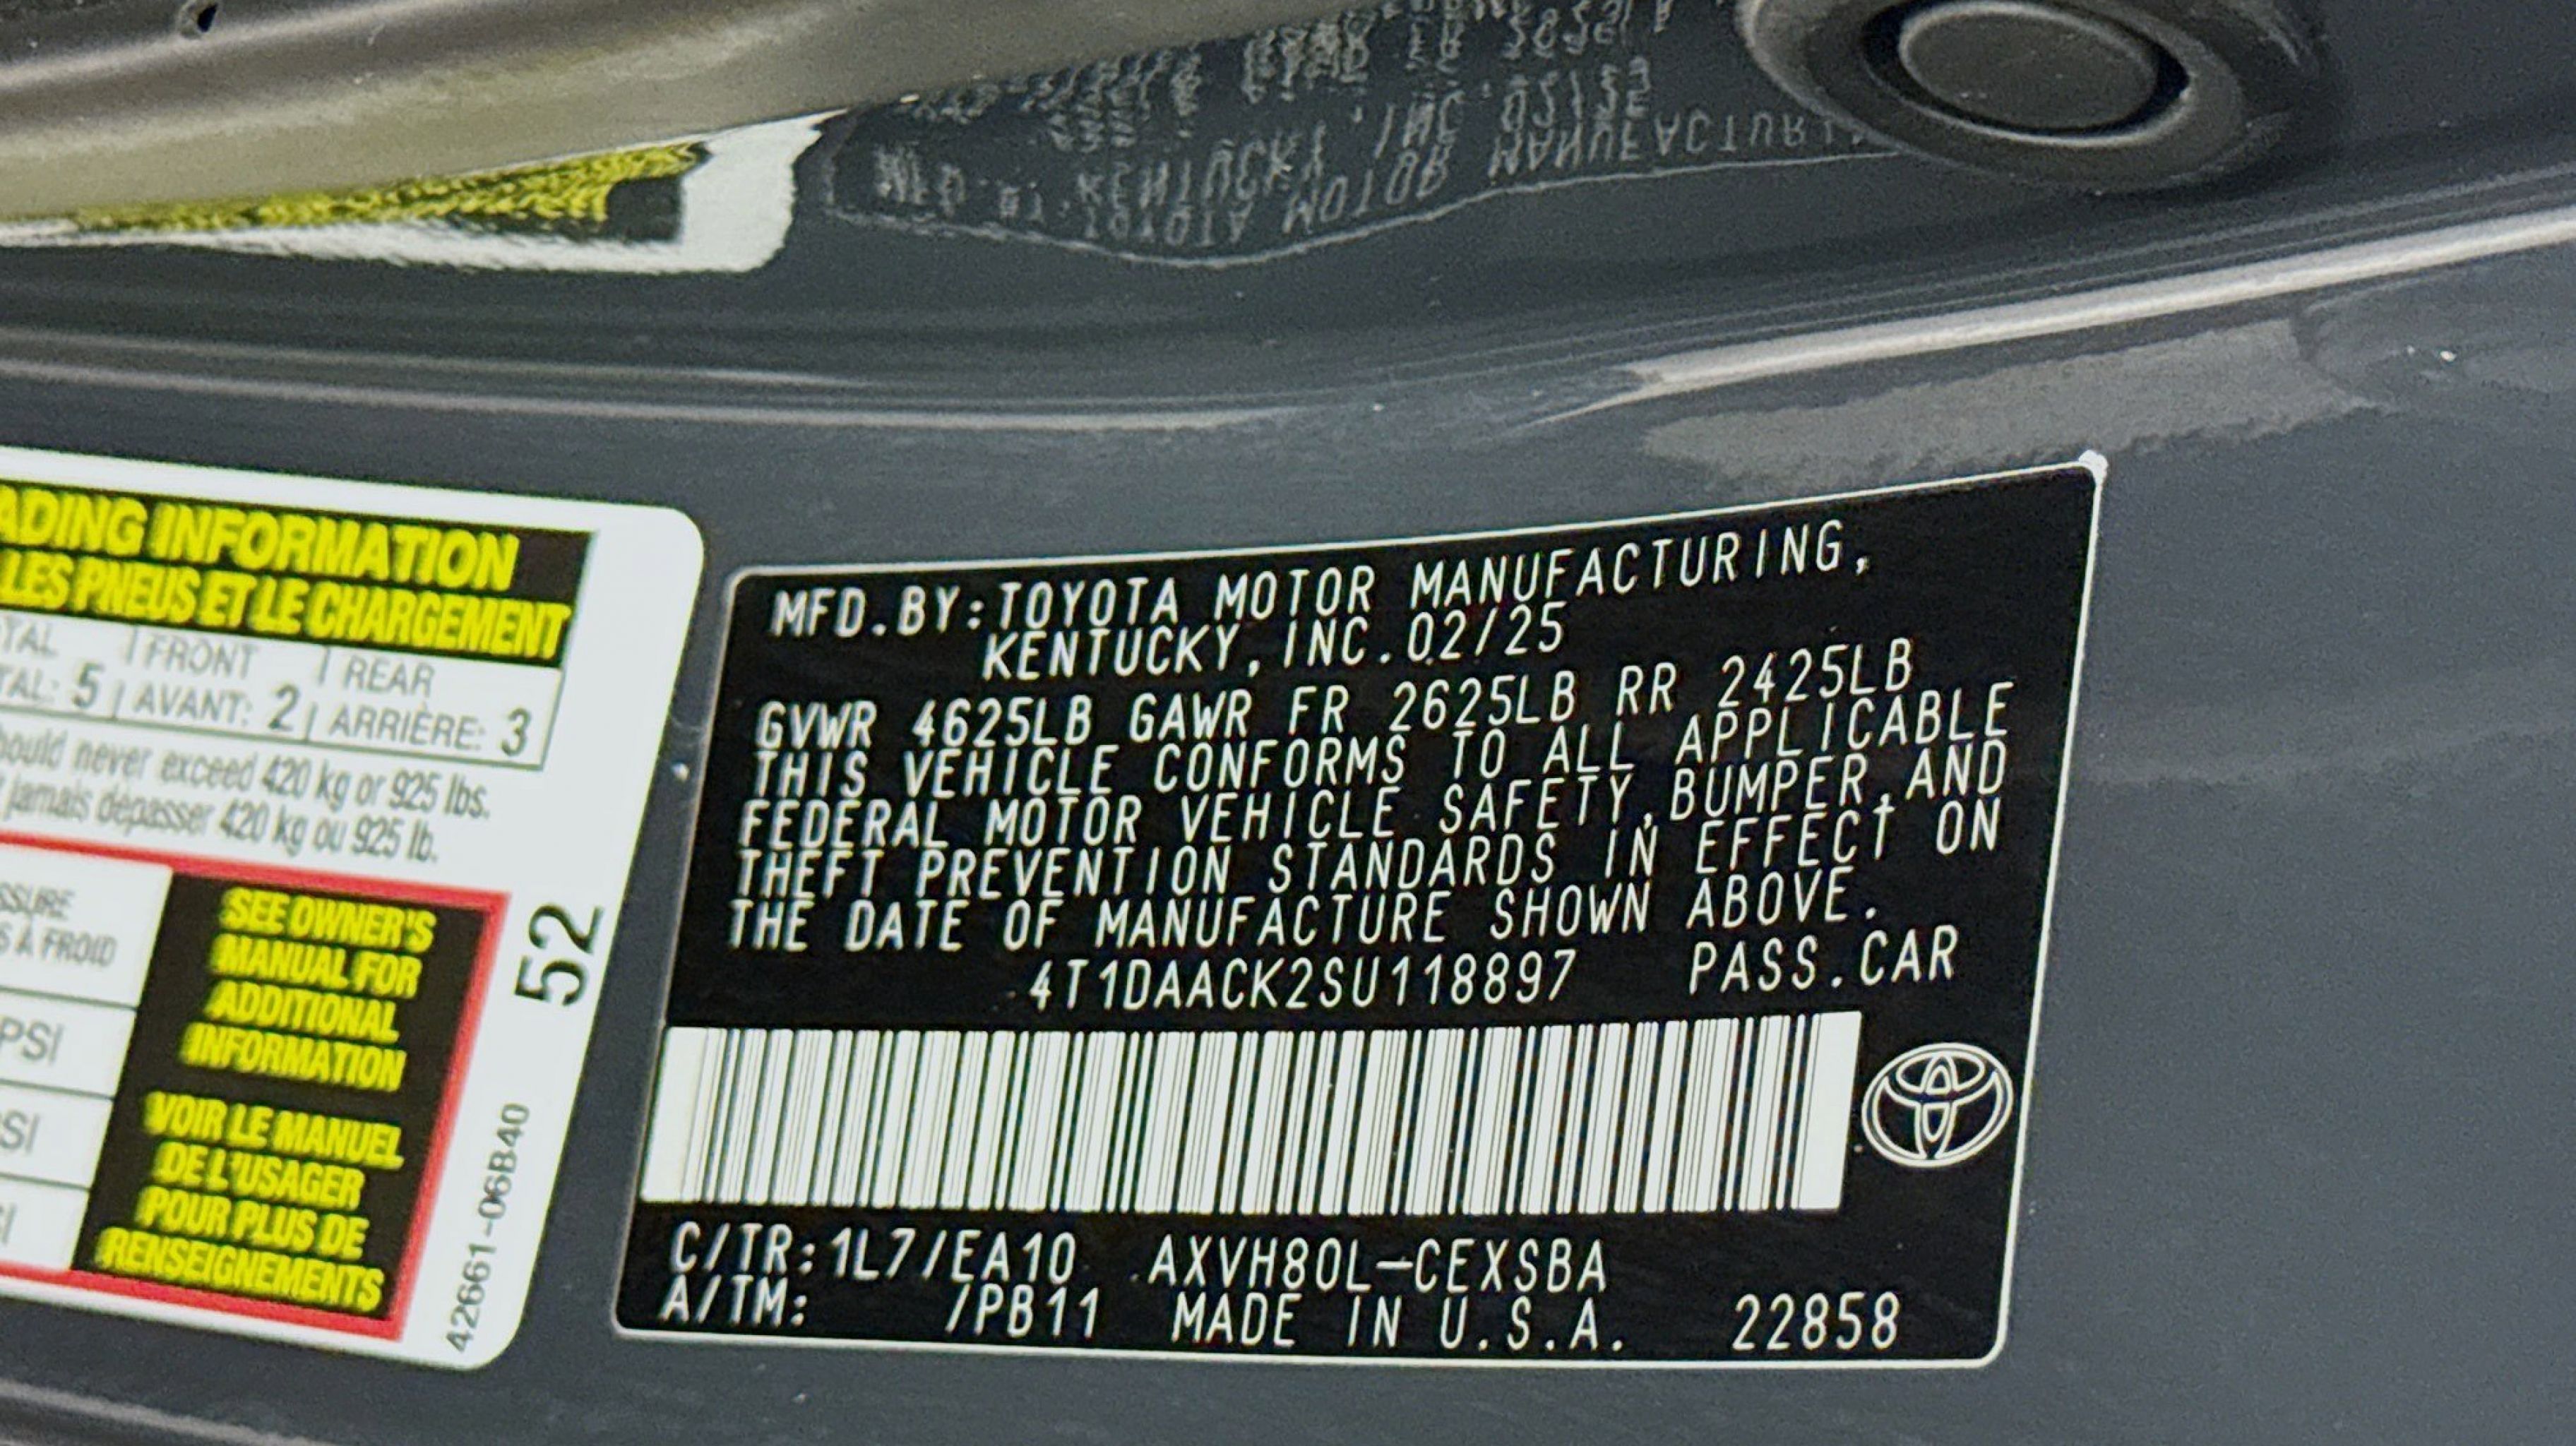 ADING INFORMATION
LES PNEUS ET LE CHARGEMENT
TAL | FRONT | REAR
TAL: 5 | AVANT: 2 | ARRIÈRE: 3
should never exceed 420 kg or 925 lbs.
jamais dépasser 420 kg ou 925 lb.
SSURE
S À FROID
PSI
SI
SEE OWNER'S
MANUAL FOR
ADDITIONAL
INFORMATION
VOIR LE MANUEL
DE L'USAGER
POUR PLUS DE
RENSEIGNEMENTS
52
42661-06B40
MFD.BY:TOYOTA MOTOR MANUFACTURING,
KENTUCKY, INC.02/25
GVWR 4625LB GAWR FR 2625LB RR 2425LB
THIS VEHICLE CONFORMS TO ALL APPLICABLE
FEDERAL MOTOR VEHICLE SAFETY,BUMPER,AND
THEFT PREVENTION STANDARDS IN EFFECT ON
THE DATE OF MANUFACTURE SHOWN ABOVE.
4T1DAACK2SU118897 PASS.CAR
C/TR:1L7/EA10 AXVH80L-CEXSBA
A/TM: /PB11 MADE IN U.S.A. 22858